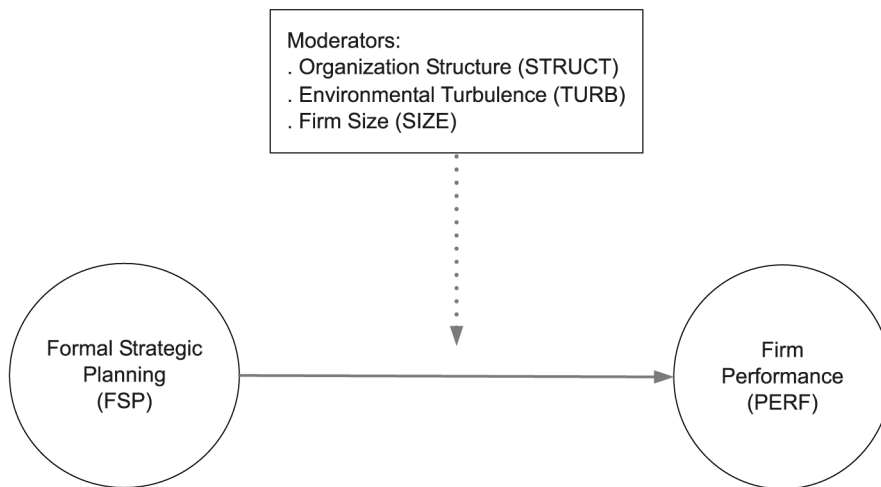 Moderators:
. Organization Structure (STRUCT)
. Environmental Turbulence (TURB)
. Firm Size (SIZE)
Formal Strategic
Planning
(FSP)
Firm
Performance
(PERF)